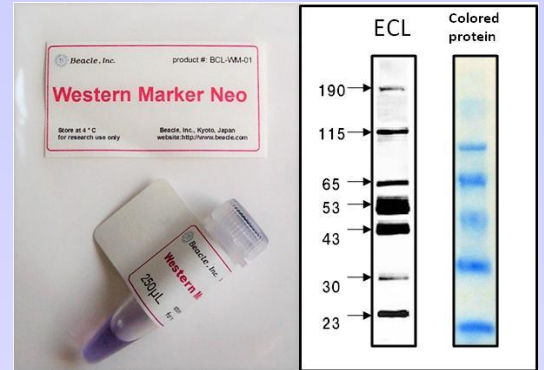 Beacle, Inc.
product #: BCL-WM-01
Western Marker Neo
Store at 4 °C
for research use only
Beacle, Inc., Kyoto, Japan
website:http://www.beacle.com
Beacle, Inc.
Western M
250μL
ECL
Colored
protein
190
115
65
53
43
30
23